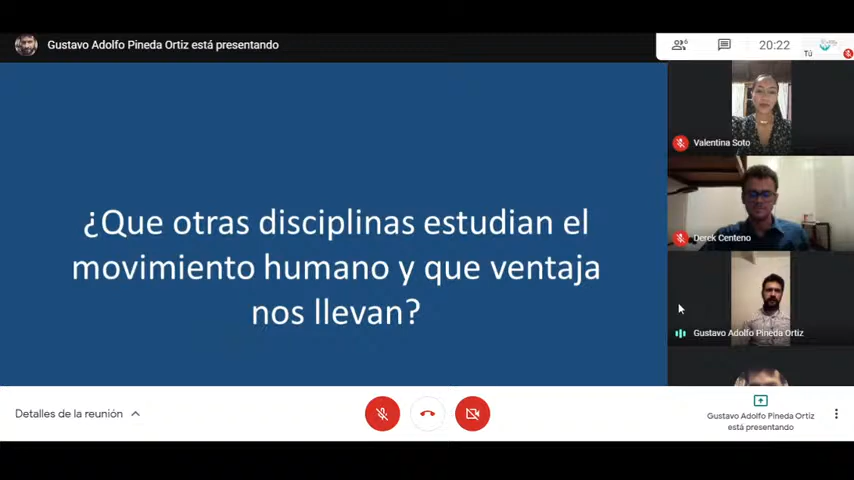 Gustavo Adolfo Pineda Ortiz está presentando
6
20:22
Tú
Valentina Soto
¿Que otras disciplinas estudian el
movimiento humano y que ventaja
nos llevan?
Derek Centeno
Gustavo Adolfo Pineda Ortiz
Detalles de la reunión
Gustavo Adolfo Pineda Ortiz
está presentando